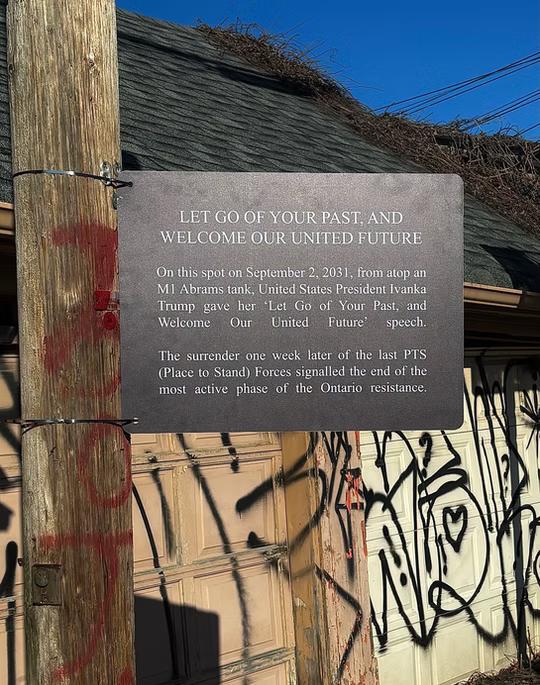 LET GO OF YOUR PAST, AND
WELCOME OUR UNITED FUTURE
On this spot on September 2, 2031, from atop an
M1 Abrams tank, United States President Ivanka
Trump gave her ‘Let Go of Your Past, and
Welcome Our United Future’ speech.
The surrender one week later of the last PTS
(Place to Stand) Forces signalled the end of the
most active phase of the Ontario resistance.